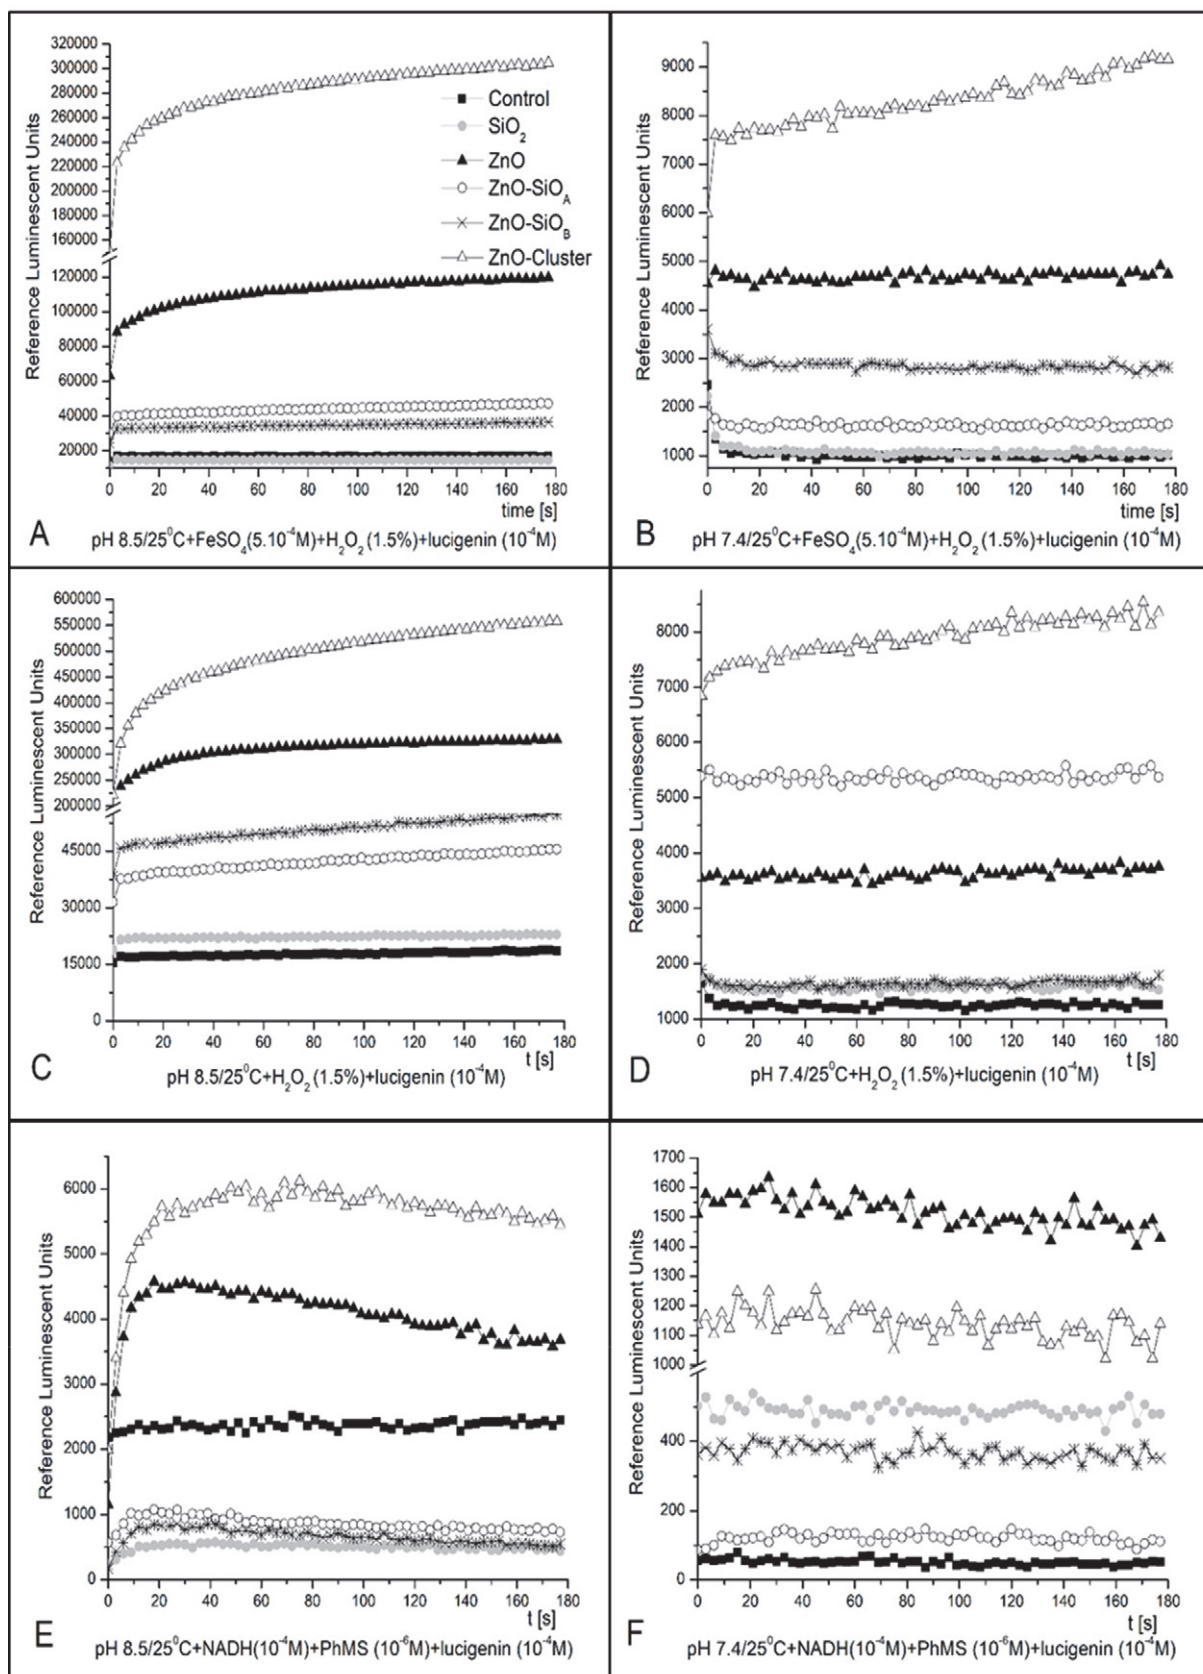 Reference Luminescent Units
320000
300000
280000
260000
240000
220000
200000
180000
160000
120000
100000
80000
60000
40000
20000
Control
SiO₂
ZnO
ZnO-SiO_A
ZnO-SiO_B
ZnO-Cluster
0 20 40 60 80 100 120 140 160 180
time [s]
A
pH 8.5/25⁰C+FeSO₄(5.10⁻⁴M)+H₂O₂ (1.5%)+lucigenin (10⁻⁴M)
Reference Luminescent Units
9000
8000
7000
6000
5000
4000
3000
2000
1000
0 20 40 60 80 100 120 140 160 180
time [s]
B
pH 7.4/25⁰C+FeSO₄(5.10⁻⁴M)+H₂O₂ (1.5%)+lucigenin (10⁻⁴M)
Reference Luminescent Units
600000
550000
500000
450000
400000
350000
300000
250000
200000
45000
30000
15000
0
0 20 40 60 80 100 120 140 160 180
t [s]
C
pH 8.5/25⁰C+H₂O₂ (1.5%)+lucigenin (10⁻⁴M)
Reference Luminescent Units
8000
7000
6000
5000
4000
3000
2000
1000
0 20 40 60 80 100 120 140 160 180
t [s]
D
pH 7.4/25⁰C+H₂O₂ (1.5%)+lucigenin (10⁻⁴M)
Reference Luminescent Units
6000
5000
4000
3000
2000
1000
0
0 20 40 60 80 100 120 140 160 180
t [s]
E
pH 8.5/25⁰C+NADH(10⁻⁴M)+PhMS (10⁻⁶M)+lucigenin (10⁻⁴M)
Reference Luminescent Units
1700
1600
1500
1400
1300
1200
1100
1000
400
200
0
0 20 40 60 80 100 120 140 160 180
t [s]
F
pH 7.4/25⁰C+NADH(10⁻⁴M)+PhMS (10⁻⁶M)+lucigenin (10⁻⁴M)